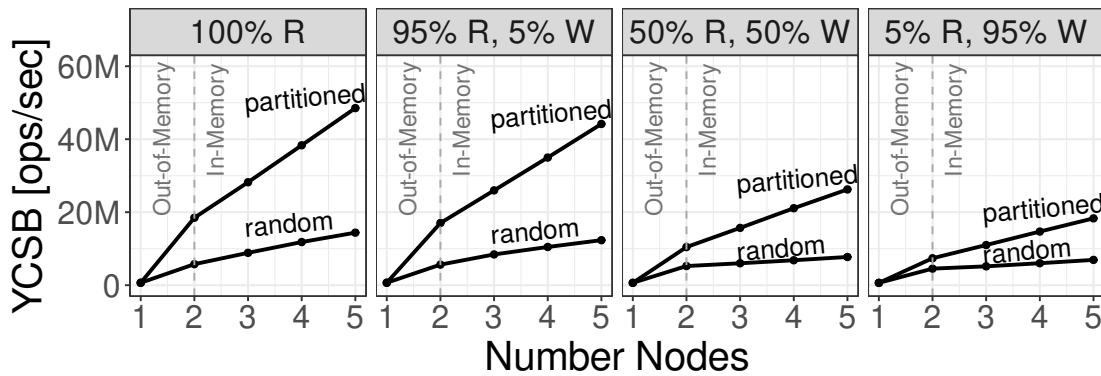 100% R
95% R, 5% W
50% R, 50% W
5% R, 95% W
YCSB [ops/sec]
60M
40M
20M
0
Out-of-Memory
In-Memory
partitioned
random
Out-of-Memory
In-Memory
partitioned
random
Out-of-Memory
In-Memory
partitioned
random
Out-of-Memory
In-Memory
partitioned
random
1 2 3 4 5
1 2 3 4 5
1 2 3 4 5
1 2 3 4 5
Number Nodes